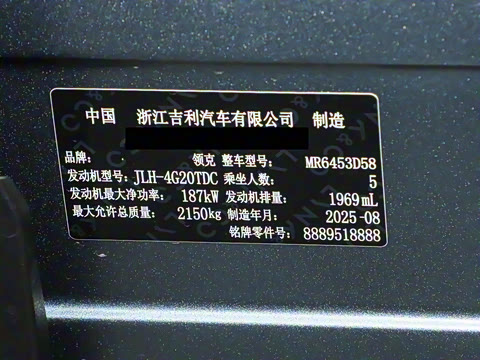 中国 浙江吉利汽车有限公司 制造
品牌: 领克 整车型号: MR6453D58
发动机型号: JLH-4G20TDC 乘坐人数: 5
发动机最大净功率: 187kW 发动机排量: 1969mL
最大允许总质量: 2150kg 制造年月: 2025-08
铭牌零件号: 8889518888